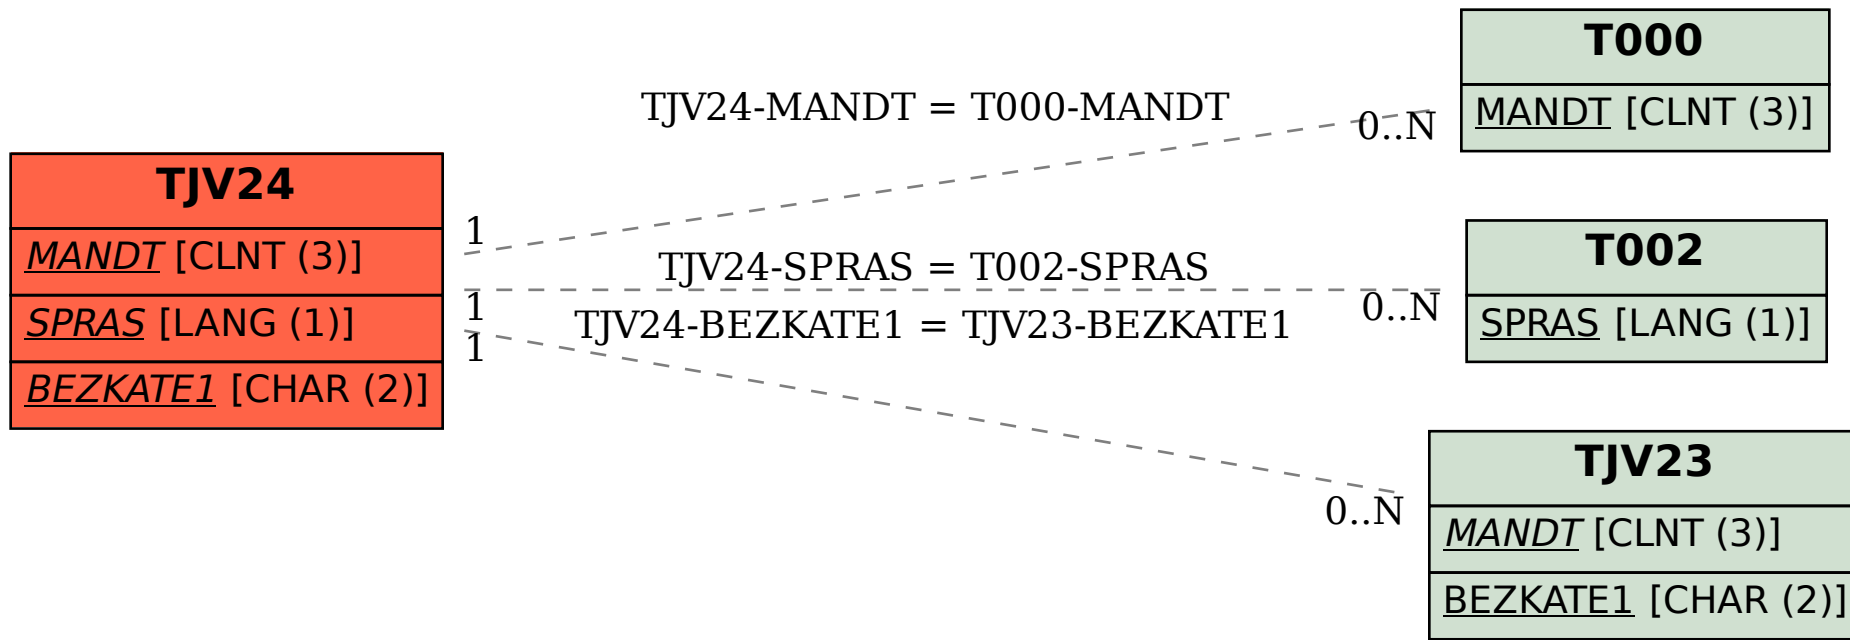 TJV24
MANDT [CLNT (3)]
SPRAS [LANG (1)]
BEZKATE1 [CHAR (2)]
TJV24-MANDT = T000-MANDT
1
0..N
TJV24-SPRAS = T002-SPRAS
1
0..N
TJV24-BEZKATE1 = TJV23-BEZKATE1
1
0..N
T000
MANDT [CLNT (3)]
T002
SPRAS [LANG (1)]
TJV23
MANDT [CLNT (3)]
BEZKATE1 [CHAR (2)]